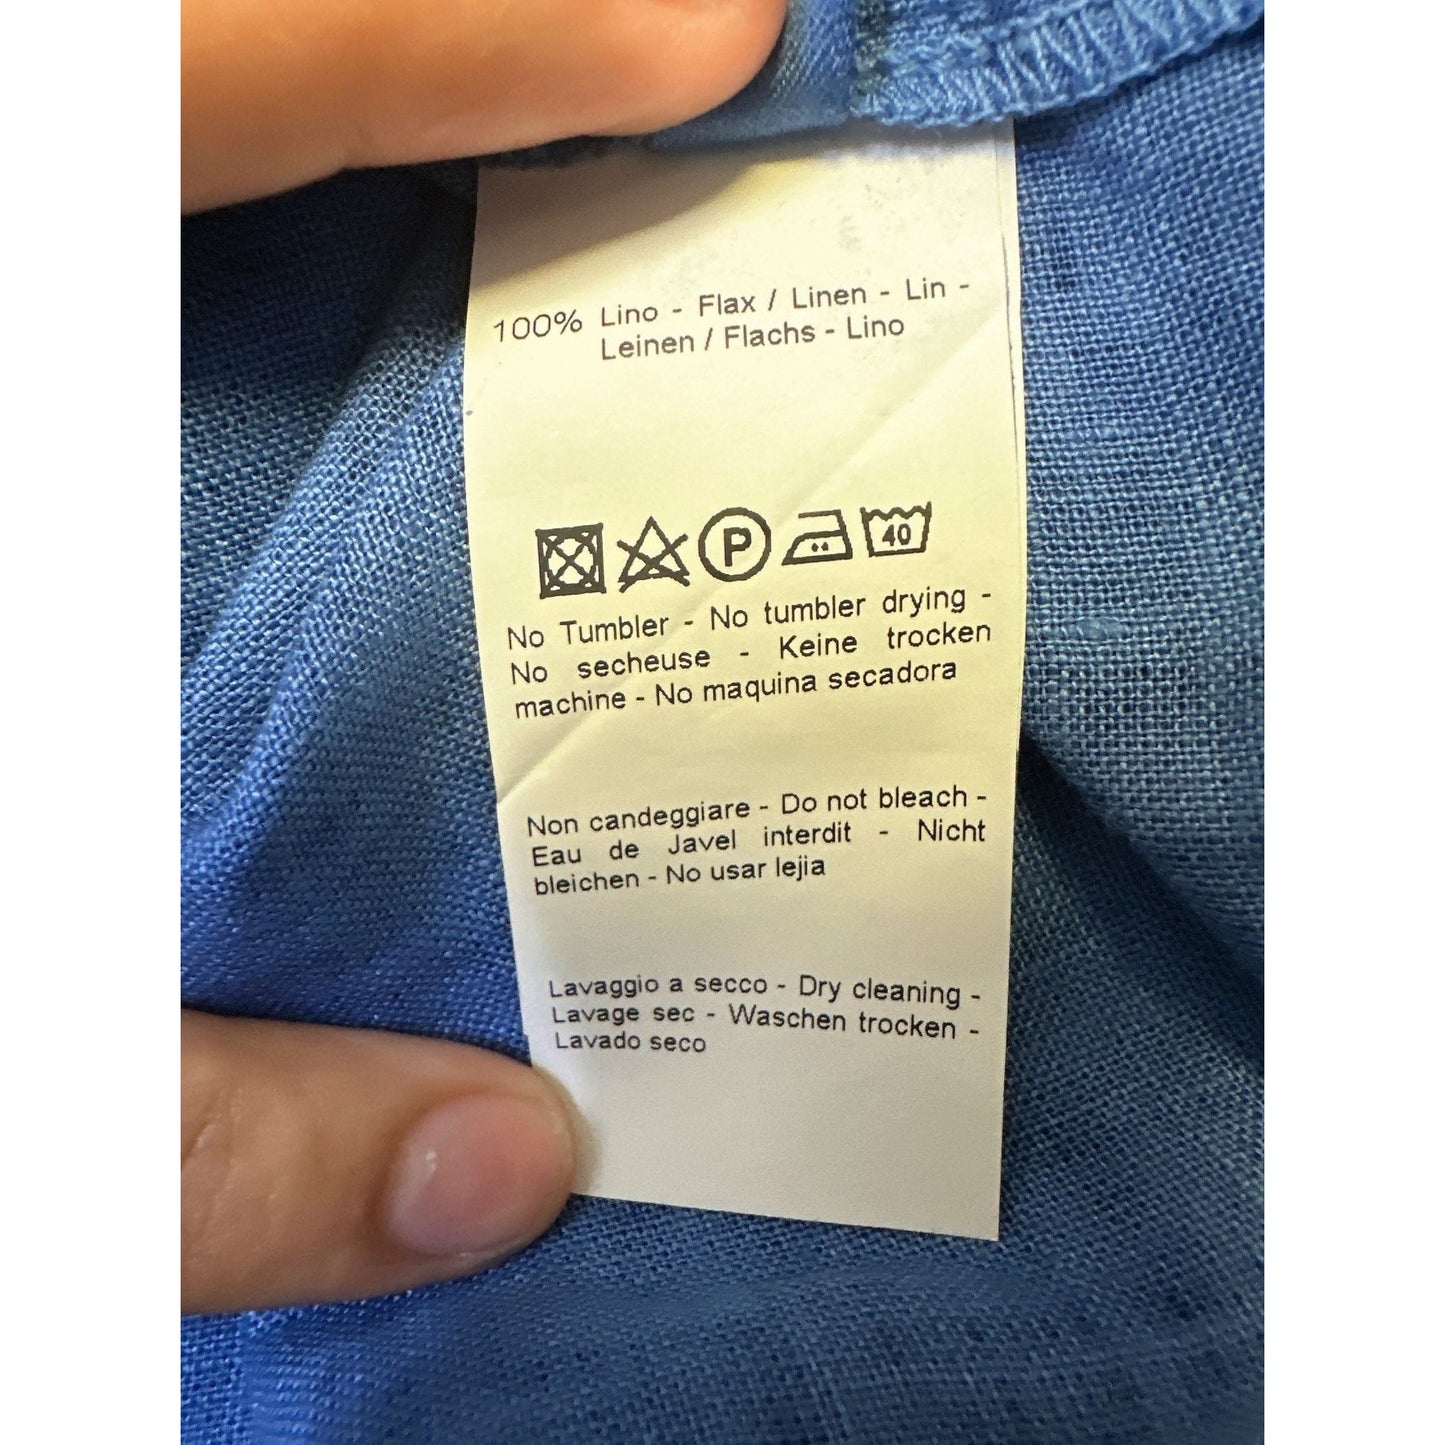 100% Lino - Flax / Linen - Lin -
Leinen / Flachs - Lino
P 40
No Tumbler - No tumbler drying -
No secheuse - Keine trocken
machine - No maquina secadora
Non candeggiare - Do not bleach -
Eau de Javel interdit - Nicht
bleichen - No usar lejia
Lavaggio a secco - Dry cleaning -
Lavage sec - Waschen trocken -
Lavado seco